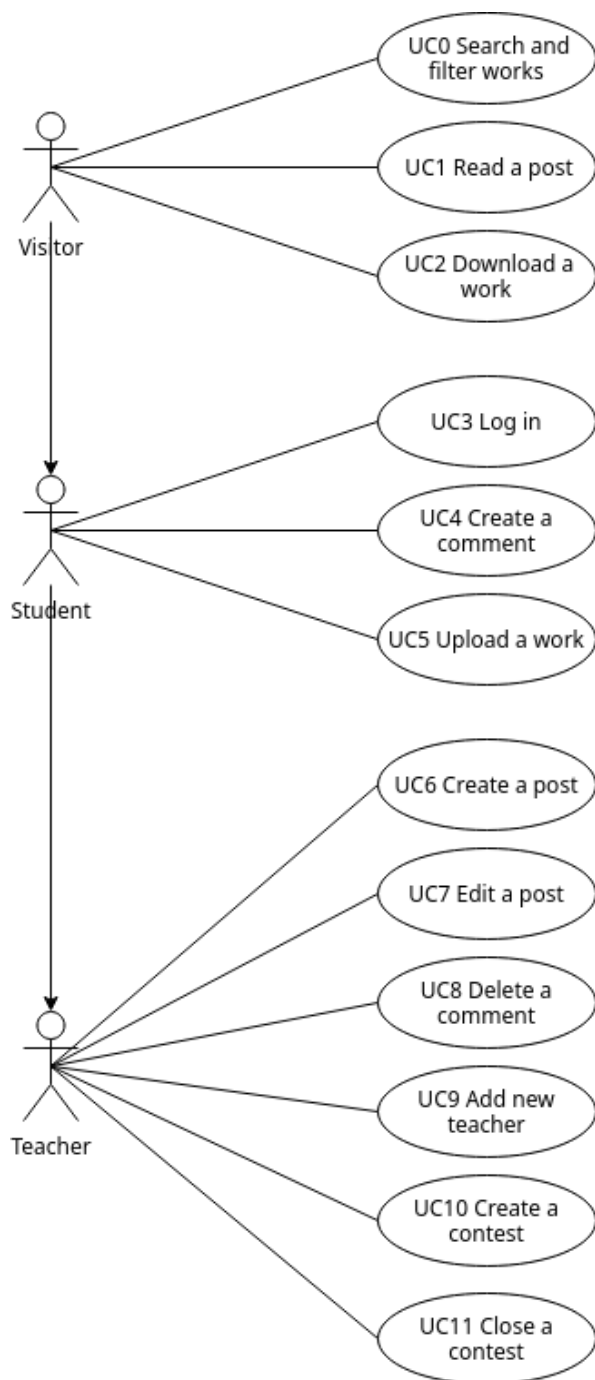 UC0 Search and
filter works
UC1 Read a post
Visitor
UC2 Download a
work
UC3 Log in
UC4 Create a
comment
Student
UC5 Upload a work
UC6 Create a post
UC7 Edit a post
UC8 Delete a
comment
UC9 Add new
teacher
Teacher
UC10 Create a
contest
UC11 Close a
contest